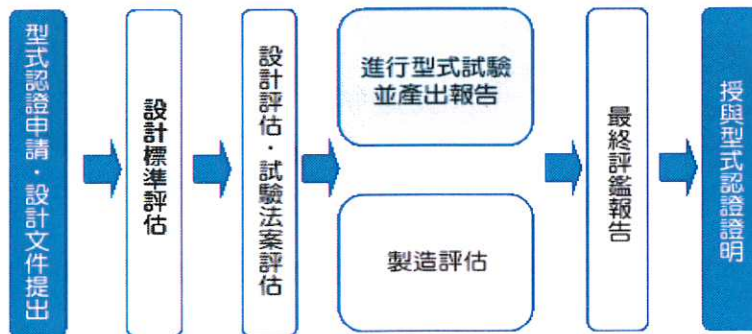 型式認證申請・設計文件提出
設計標準評估
設計評估・試驗法案評估
進行型式試驗
並產出報告
製造評估
最終評鑑報告
授與型式認證證明